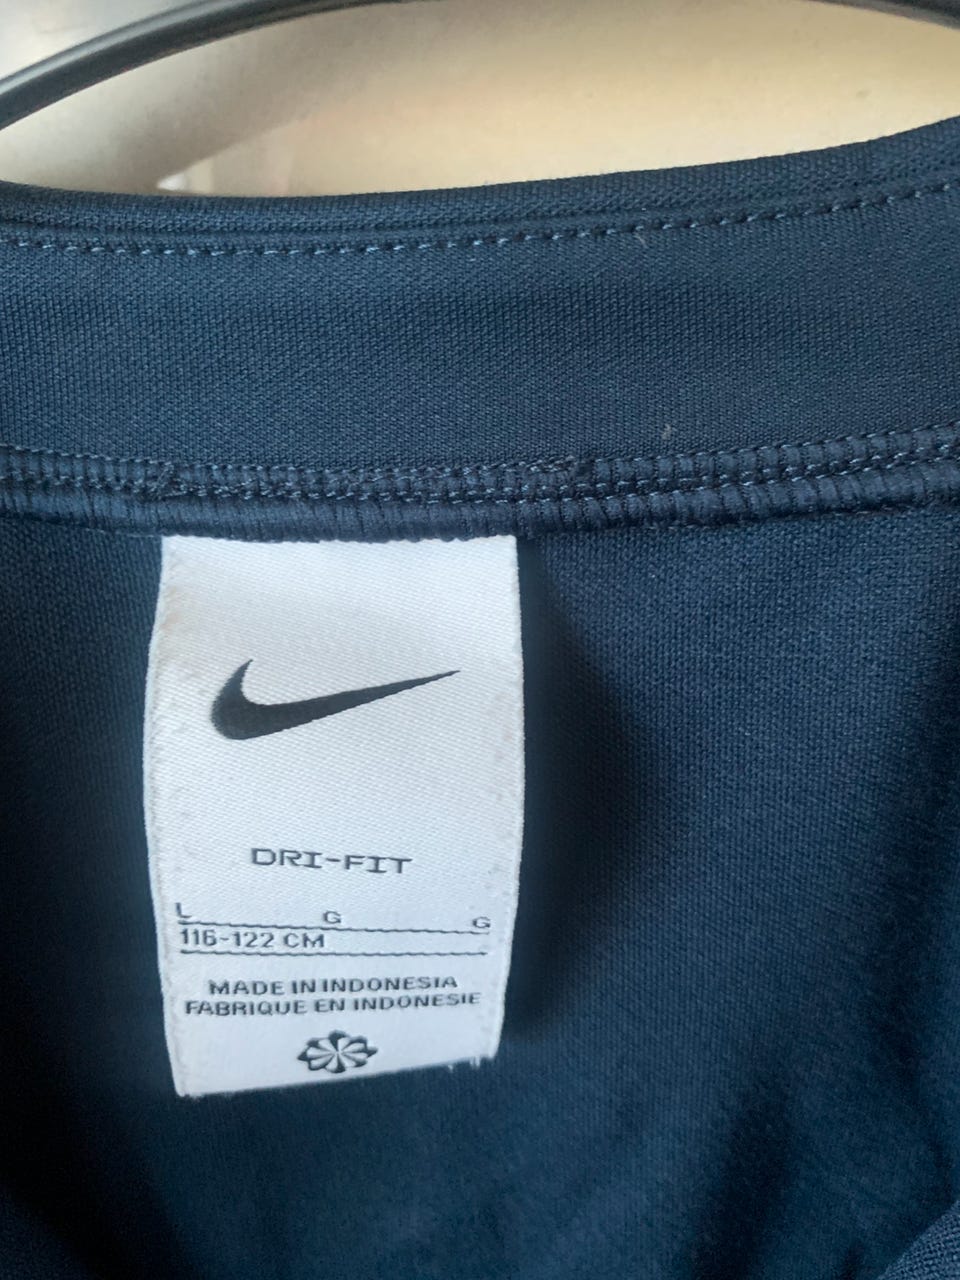 DRI-FIT
L G G
116-122 CM
MADE IN INDONESIA
FABRIQUE EN INDONESIE